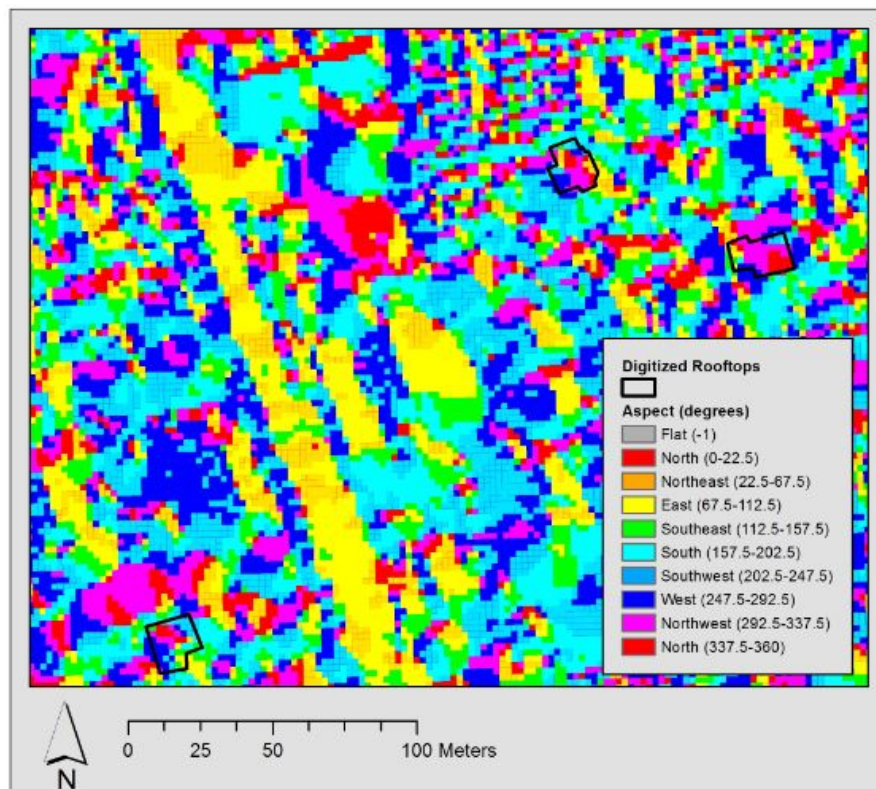 Digitized Rooftops
Aspect (degrees)
Flat (-1)
North (0-22.5)
Northeast (22.5-67.5)
East (67.5-112.5)
Southeast (112.5-157.5)
South (157.5-202.5)
Southwest (202.5-247.5)
West (247.5-292.5)
Northwest (292.5-337.5)
North (337.5-360)
N
0 25 50 100 Meters